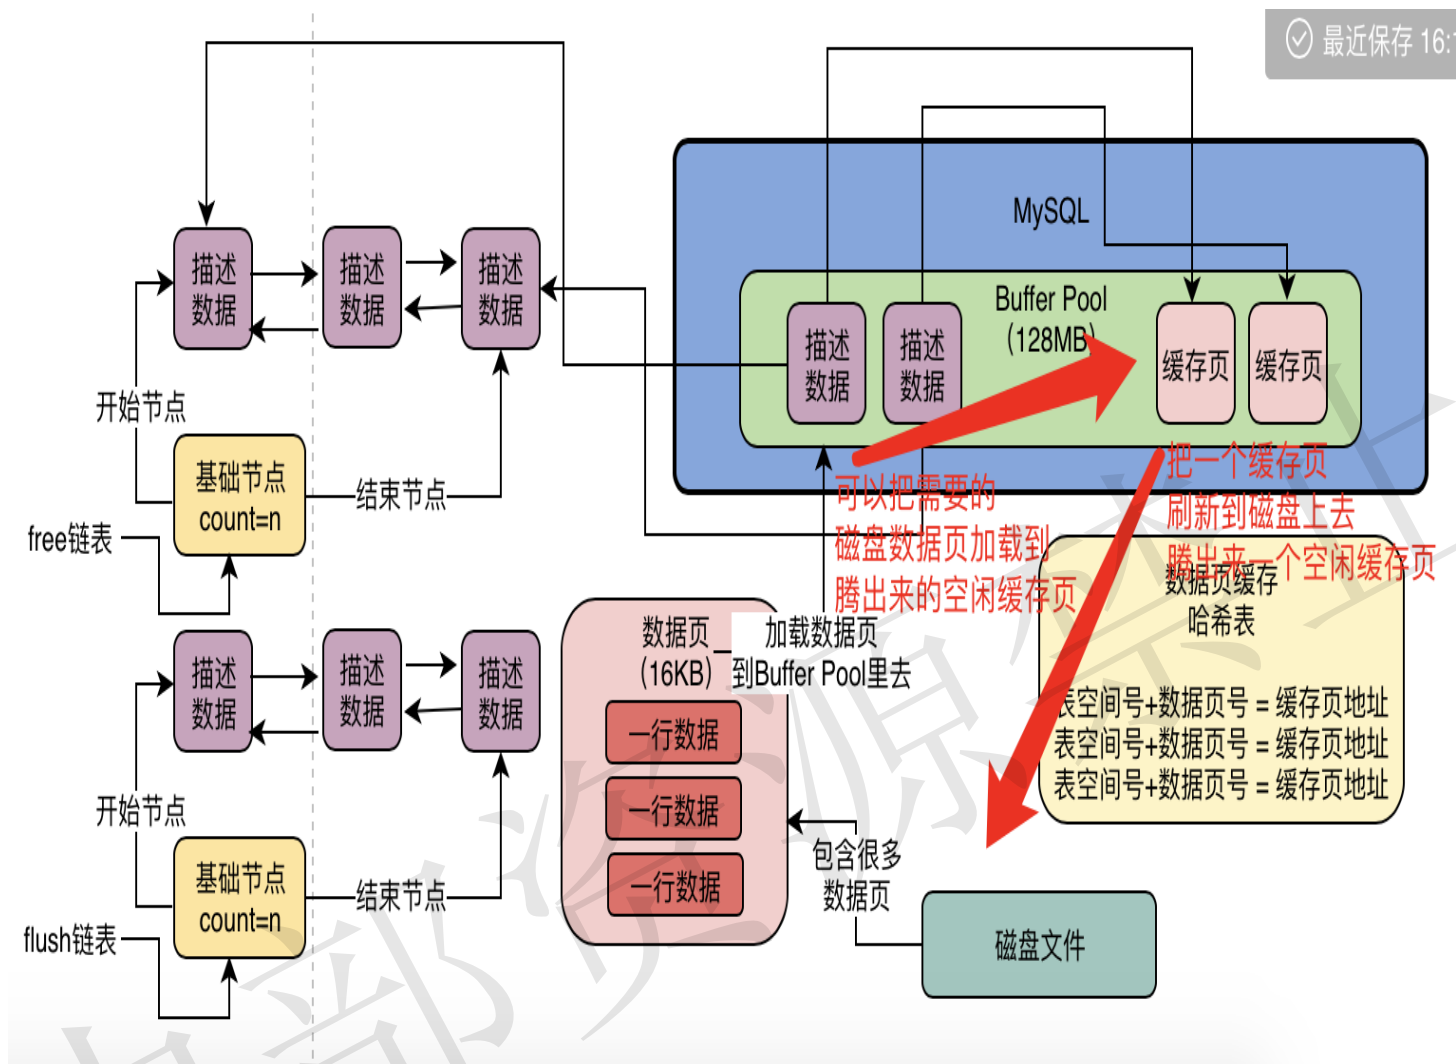 最近保存 16:
MySQL
Buffer Pool
(128MB)
描述
数据
描述
数据
缓存页
缓存页
描述
数据
描述
数据
描述
数据
开始节点
基础节点
count=n
结束节点
free链表
可以把需要的
磁盘数据页加载到
腾出来的空闲缓存页
把一个缓存页
刷新到磁盘上去
腾出来一个空闲缓存页
数据页缓存
哈希表
表空间号+数据页号 = 缓存页地址
表空间号+数据页号 = 缓存页地址
表空间号+数据页号 = 缓存页地址
数据页
(16KB)
加载数据页
到Buffer Pool里去
一行数据
一行数据
一行数据
描述
数据
描述
数据
描述
数据
开始节点
基础节点
count=n
结束节点
flush链表
包含很多
数据页
磁盘文件
部资源禁止